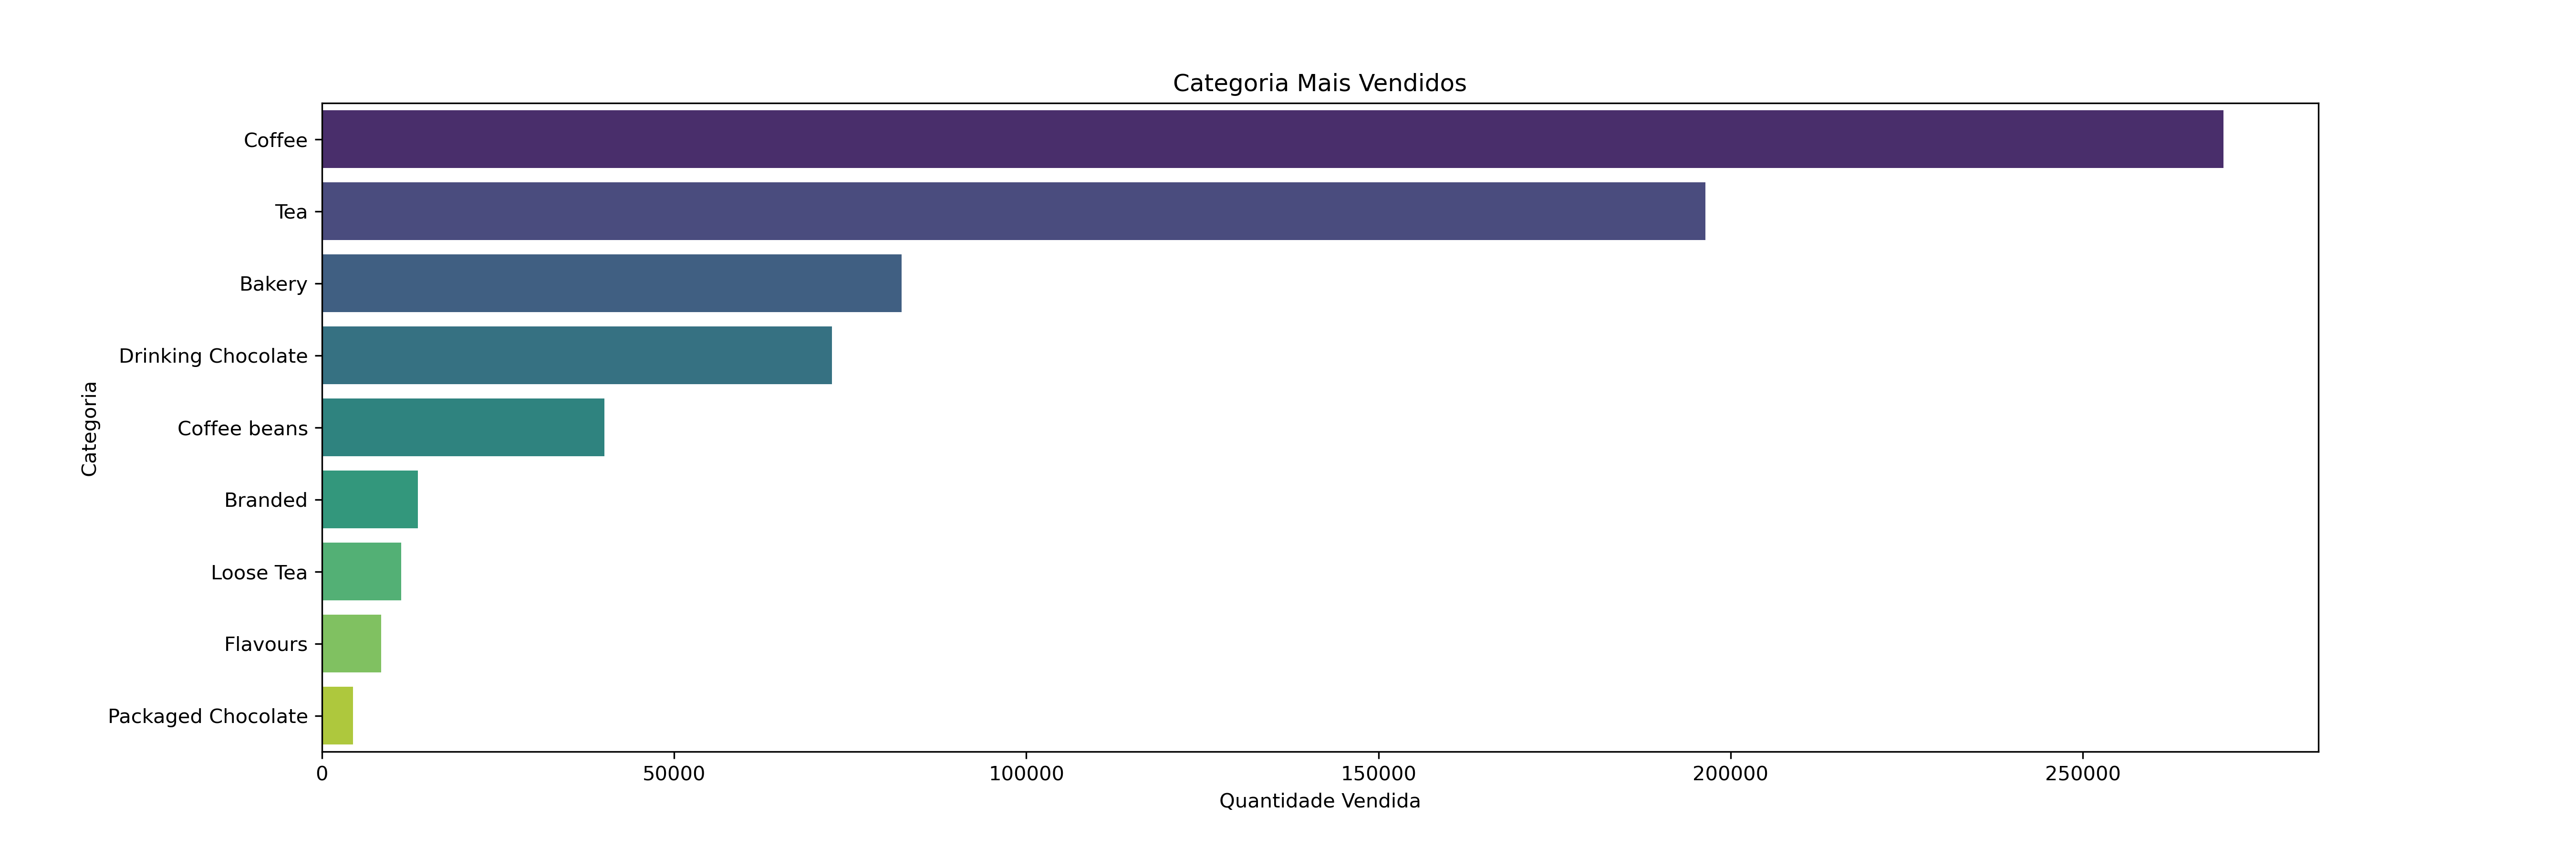 Categoria Mais Vendidos
Coffee
Tea
Bakery
Drinking Chocolate
Coffee beans
Branded
Loose Tea
Flavours
Packaged Chocolate
Categoria
0 50000 100000 150000 200000 250000
Quantidade Vendida